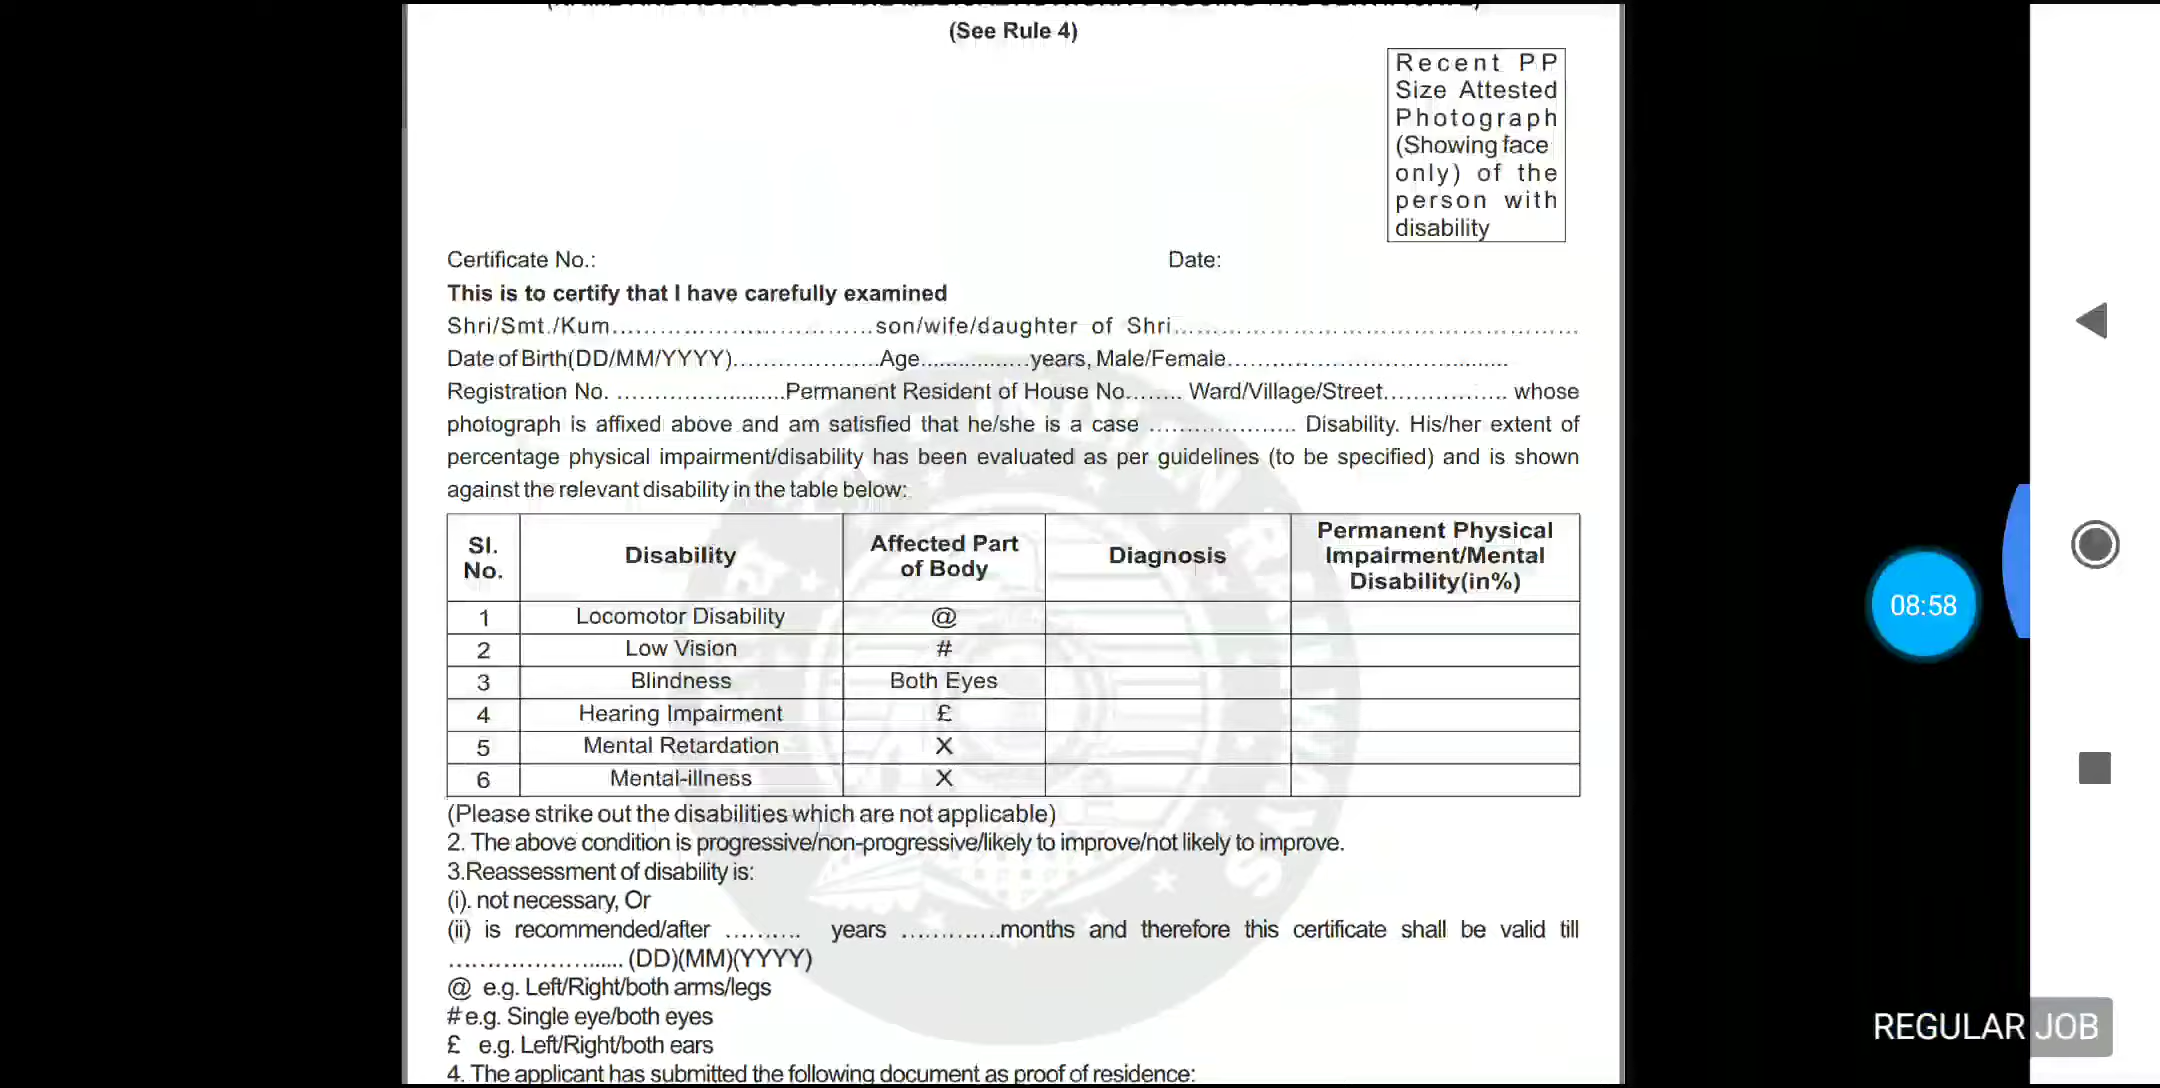 (NAME AND ADDRESS OF THE MEDICAL AUTHORITY ISSUING THE CERTIFICATE)
(See Rule 4)
Recent PP
Size Attested
Photograph
(Showing face
only) of the
person with
disability
Certificate No.: Date:
This is to certify that I have carefully examined
Shri/Smt./Kum.................................son/wife/daughter of Shri....................................................
Date of Birth(DD/MM/YYYY)....................Age.................years, Male/Female......................................
Registration No. .........................Permanent Resident of House No........ Ward/Village/Street................. whose
photograph is affixed above and am satisfied that he/she is a case .................... Disability. His/her extent of
percentage physical impairment/disability has been evaluated as per guidelines (to be specified) and is shown
against the relevant disability in the table below:
Sl. No. Disability Affected Part of Body Diagnosis Permanent Physical Impairment/Mental Disability(in%)
1 Locomotor Disability @
2 Low Vision #
3 Blindness Both Eyes
4 Hearing Impairment £
5 Mental Retardation X
6 Mental-illness X
(Please strike out the disabilities which are not applicable)
2. The above condition is progressive/non-progressive/likely to improve/not likely to improve.
3.Reassessment of disability is:
(i). not necessary, Or
(ii) is recommended/after .......... years .............months and therefore this certificate shall be valid till
........................ (DD)(MM)(YYYY)
@ e.g. Left/Right/both arms/legs
# e.g. Single eye/both eyes
£ e.g. Left/Right/both ears
4. The applicant has submitted the following document as proof of residence:
08:58
REGULAR JOB